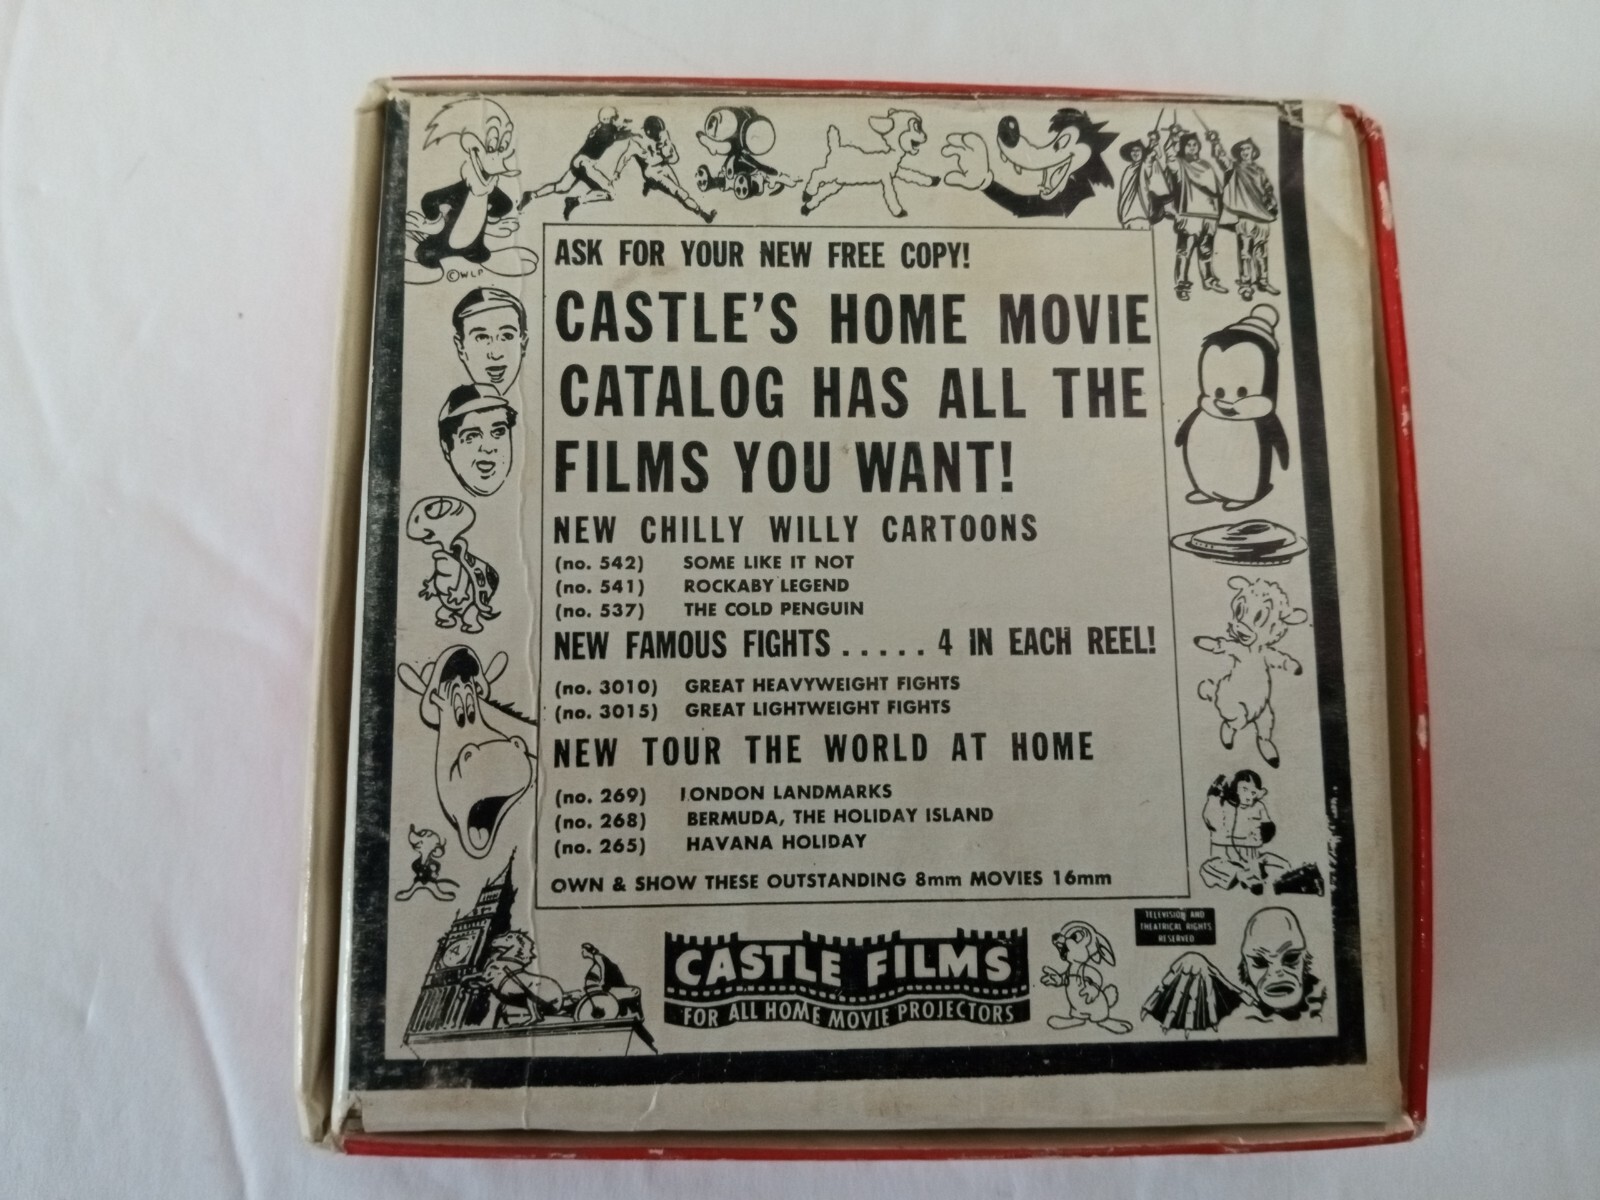 ©WLP
ASK FOR YOUR NEW FREE COPY!
CASTLE'S HOME MOVIE
CATALOG HAS ALL THE
FILMS YOU WANT!
NEW CHILLY WILLY CARTOONS
(no. 542) SOME LIKE IT NOT
(no. 541) ROCKABY LEGEND
(no. 537) THE COLD PENGUIN
NEW FAMOUS FIGHTS ..... 4 IN EACH REEL!
(no. 3010) GREAT HEAVYWEIGHT FIGHTS
(no. 3015) GREAT LIGHTWEIGHT FIGHTS
NEW TOUR THE WORLD AT HOME
(no. 269) LONDON LANDMARKS
(no. 268) BERMUDA, THE HOLIDAY ISLAND
(no. 265) HAVANA HOLIDAY
OWN & SHOW THESE OUTSTANDING 8mm MOVIES 16mm
TELEVISION AND
THEATRICAL RIGHTS
RESERVED
CASTLE FILMS
FOR ALL HOME MOVIE PROJECTORS